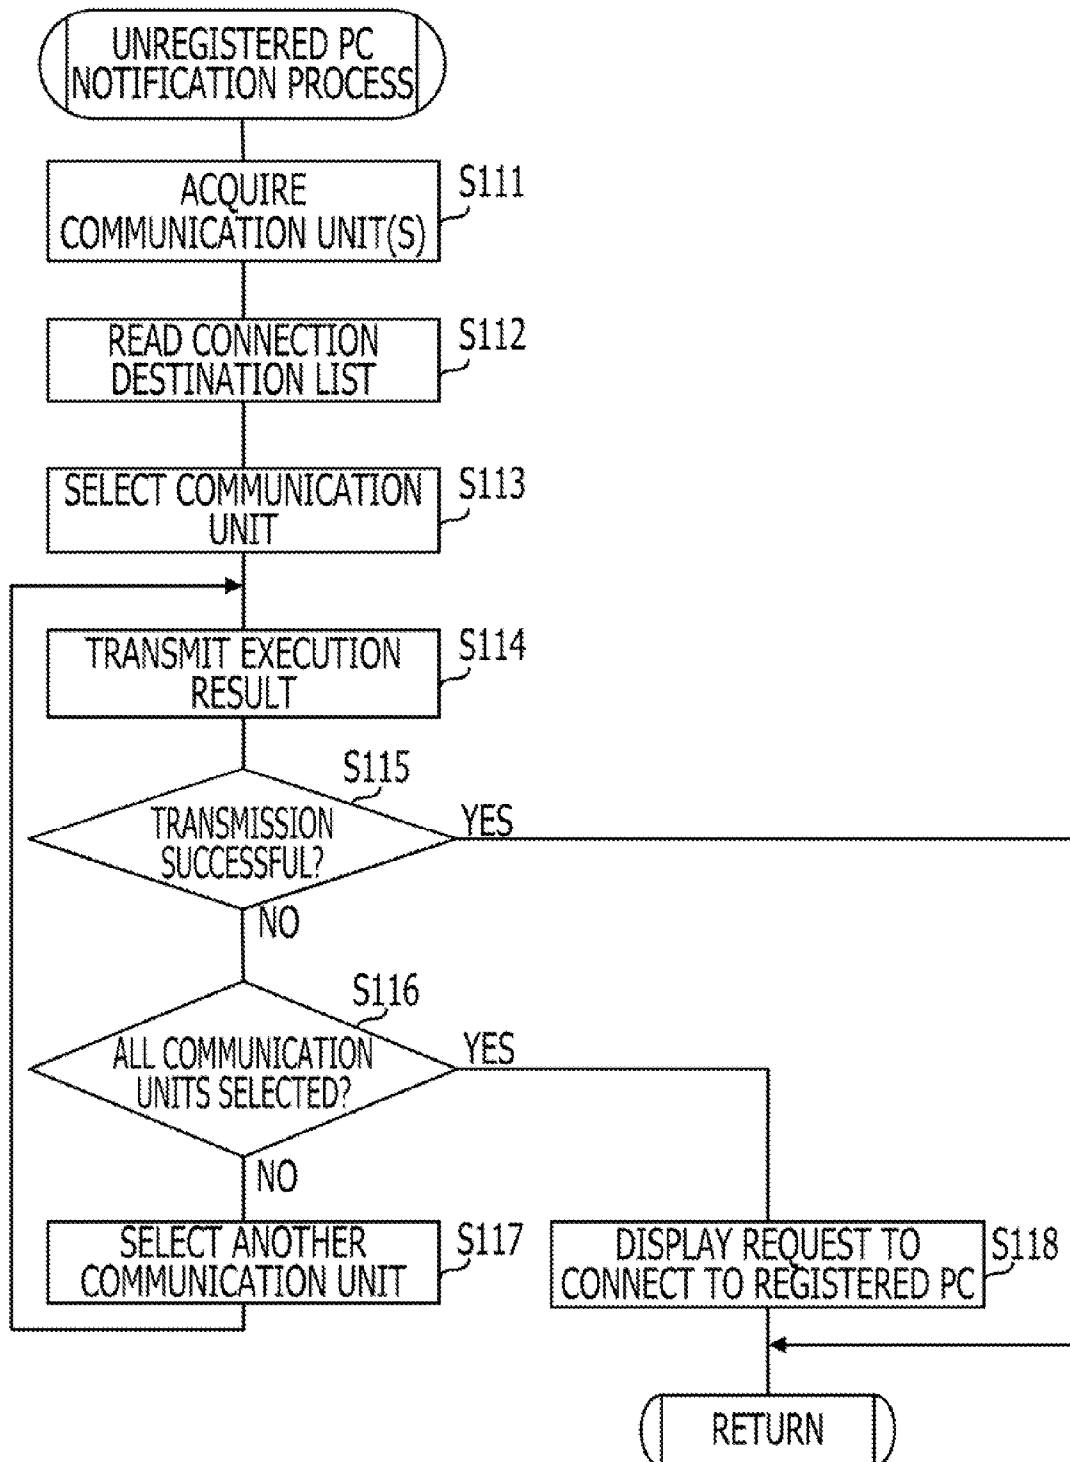 UNREGISTERED PC
NOTIFICATION PROCESS
ACQUIRE
COMMUNICATION UNIT(S)
S111
READ CONNECTION
DESTINATION LIST
S112
SELECT COMMUNICATION
UNIT
S113
TRANSMIT EXECUTION
RESULT
S114
S115
TRANSMISSION
SUCCESSFUL?
YES
NO
S116
ALL COMMUNICATION
UNITS SELECTED?
YES
NO
SELECT ANOTHER
COMMUNICATION UNIT
S117
DISPLAY REQUEST TO
CONNECT TO REGISTERED PC
S118
RETURN